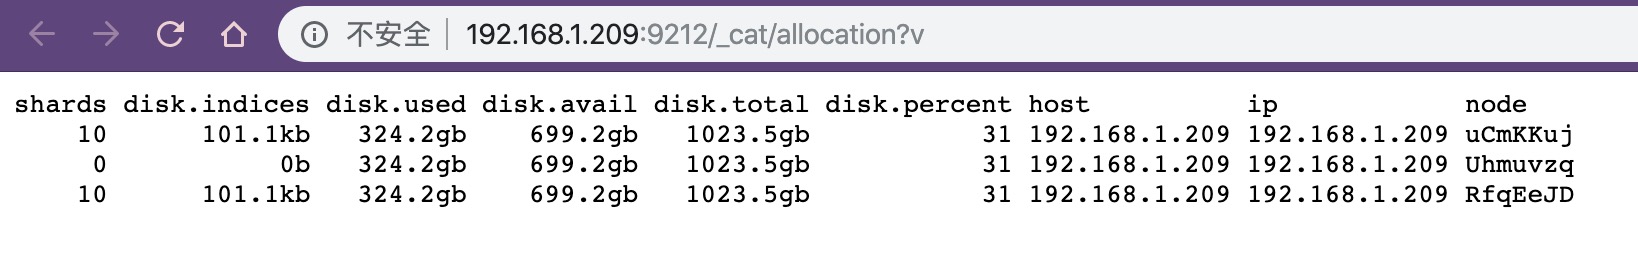 不安全 | 192.168.1.209:9212/_cat/allocation?v
shards disk.indices disk.used disk.avail disk.total disk.percent host ip node
10 101.1kb 324.2gb 699.2gb 1023.5gb 31 192.168.1.209 192.168.1.209 uCmKKuj
0 0b 324.2gb 699.2gb 1023.5gb 31 192.168.1.209 192.168.1.209 Uhmuvzq
10 101.1kb 324.2gb 699.2gb 1023.5gb 31 192.168.1.209 192.168.1.209 RfqEeJD